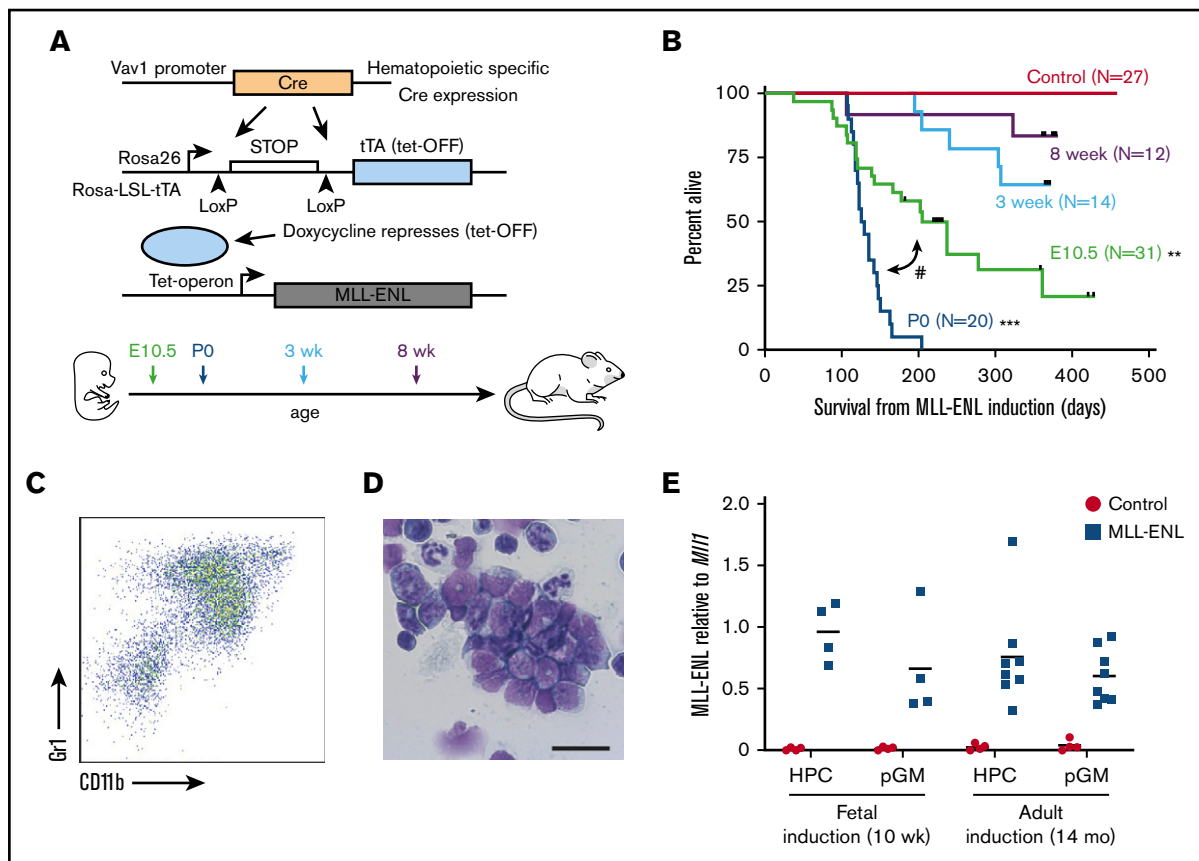 A
Vav1 promoter
Cre
Hematopoietic specific
Cre expression
Rosa26
STOP
tTA (tet-OFF)
Rosa-LSL-tTA
LoxP
LoxP
Doxycycline represses (tet-OFF)
Tet-operon
MLL-ENL
E10.5
P0
3 wk
8 wk
age
B
Control (N=27)
100
75
50
25
0
Percent alive
8 week (N=12)
3 week (N=14)
E10.5 (N=31) **
#
P0 (N=20) ***
0
100
200
300
400
500
Survival from MLL-ENL induction (days)
C
Gr1
CD11b
D
E
2.0
1.5
1.0
0.5
0
MLL-ENL relative to Mll1
Control
MLL-ENL
HPC
pGM
HPC
pGM
Fetal
induction (10 wk)
Adult
induction (14 mo)